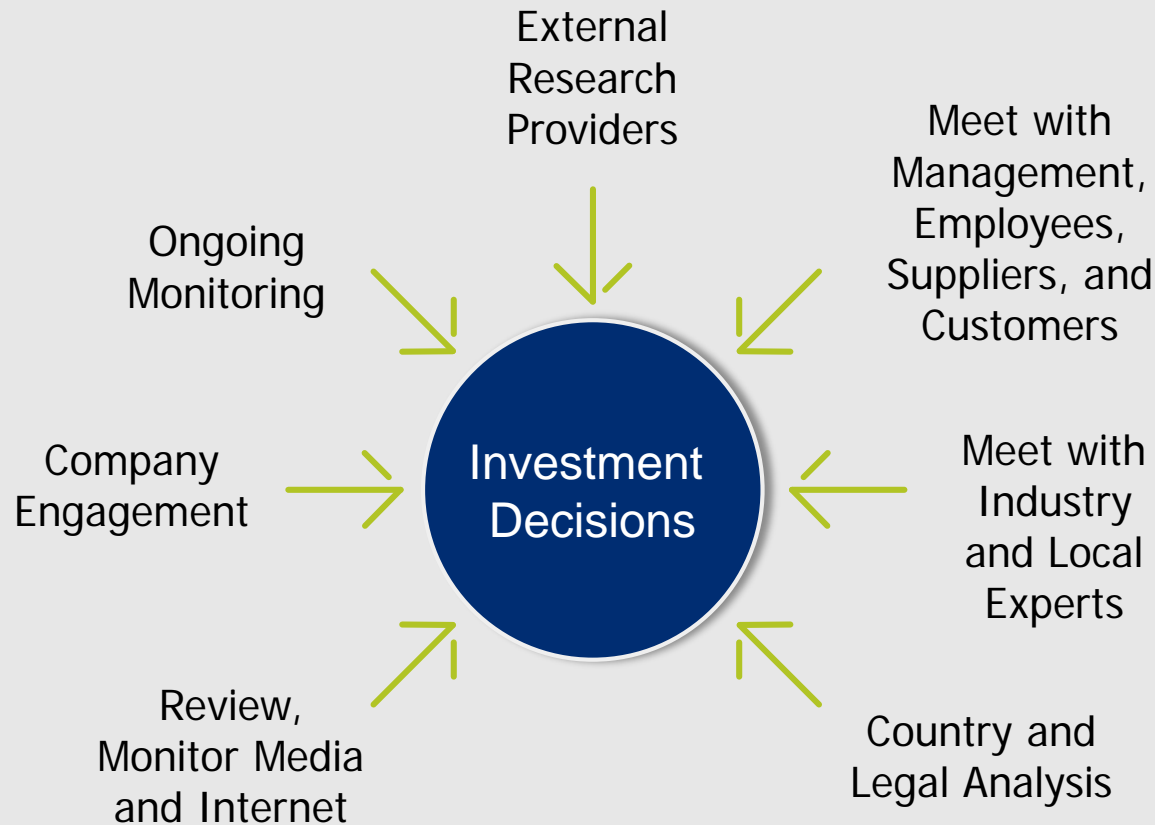 External
Research
Providers
Meet with
Management,
Employees,
Suppliers, and
Customers
Ongoing
Monitoring
Company
Engagement
Investment
Decisions
Meet with
Industry
and Local
Experts
Review,
Monitor Media
and Internet
Country and
Legal Analysis